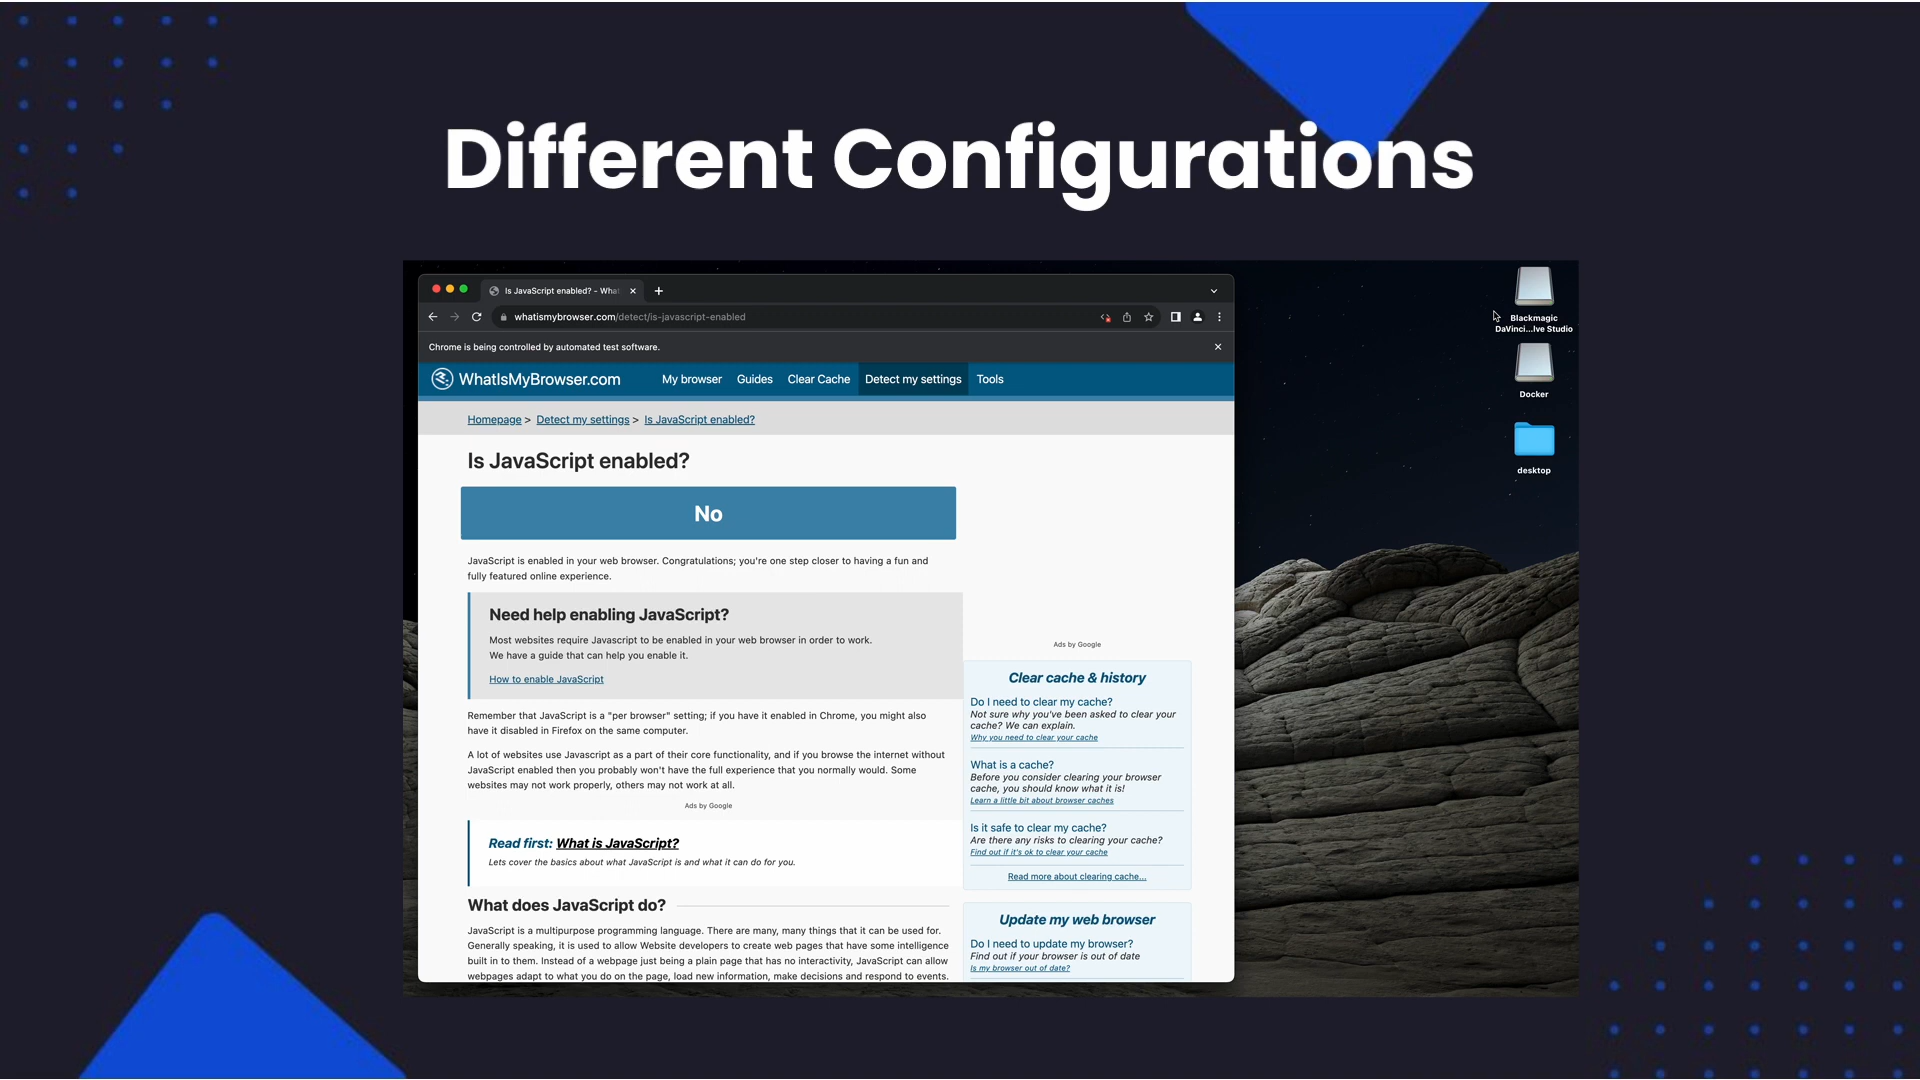 Different Configurations
Is JavaScript enabled? - Wha
whatismybrowser.com/detect/is-javascript-enabled
Chrome is being controlled by automated test software.
WhatIsMyBrowser.com
My browser Guides Clear Cache Detect my settings Tools
Homepage > Detect my settings > Is JavaScript enabled?
Is JavaScript enabled?
No
JavaScript is enabled in your web browser. Congratulations; you're one step closer to having a fun and
fully featured online experience.
Need help enabling JavaScript?
Most websites require Javascript to be enabled in your web browser in order to work.
We have a guide that can help you enable it.
How to enable JavaScript
Remember that JavaScript is a "per browser" setting; if you have it enabled in Chrome, you might also
have it disabled in Firefox on the same computer.
A lot of websites use Javascript as a part of their core functionality, and if you browse the internet without
JavaScript enabled then you probably won't have the full experience that you normally would. Some
websites may not work properly, others may not work at all.
Ads by Google
Read first: What is JavaScript?
Lets cover the basics about what JavaScript is and what it can do for you.
What does JavaScript do?
JavaScript is a multipurpose programming language. There are many, many things that it can be used for.
Generally speaking, it is used to allow Website developers to create web pages that have some intelligence
built in to them. Instead of a webpage just being a plain page that has no interactivity, JavaScript can allow
webpages adapt to what you do on the page, load new information, make decisions and respond to events.
Ads by Google
Clear cache & history
Do I need to clear my cache?
Not sure why you've been asked to clear your
cache? We can explain.
Why you need to clear your cache
What is a cache?
Before you consider clearing your browser
cache, you should know what it is!
Learn a little bit about browser caches
Is it safe to clear my cache?
Are there any risks to clearing your cache?
Find out if it's ok to clear your cache
Read more about clearing cache...
Update my web browser
Do I need to update my browser?
Find out if your browser is out of date
Is my browser out of date?
Blackmagic
DaVinci...lve Studio
Docker
desktop